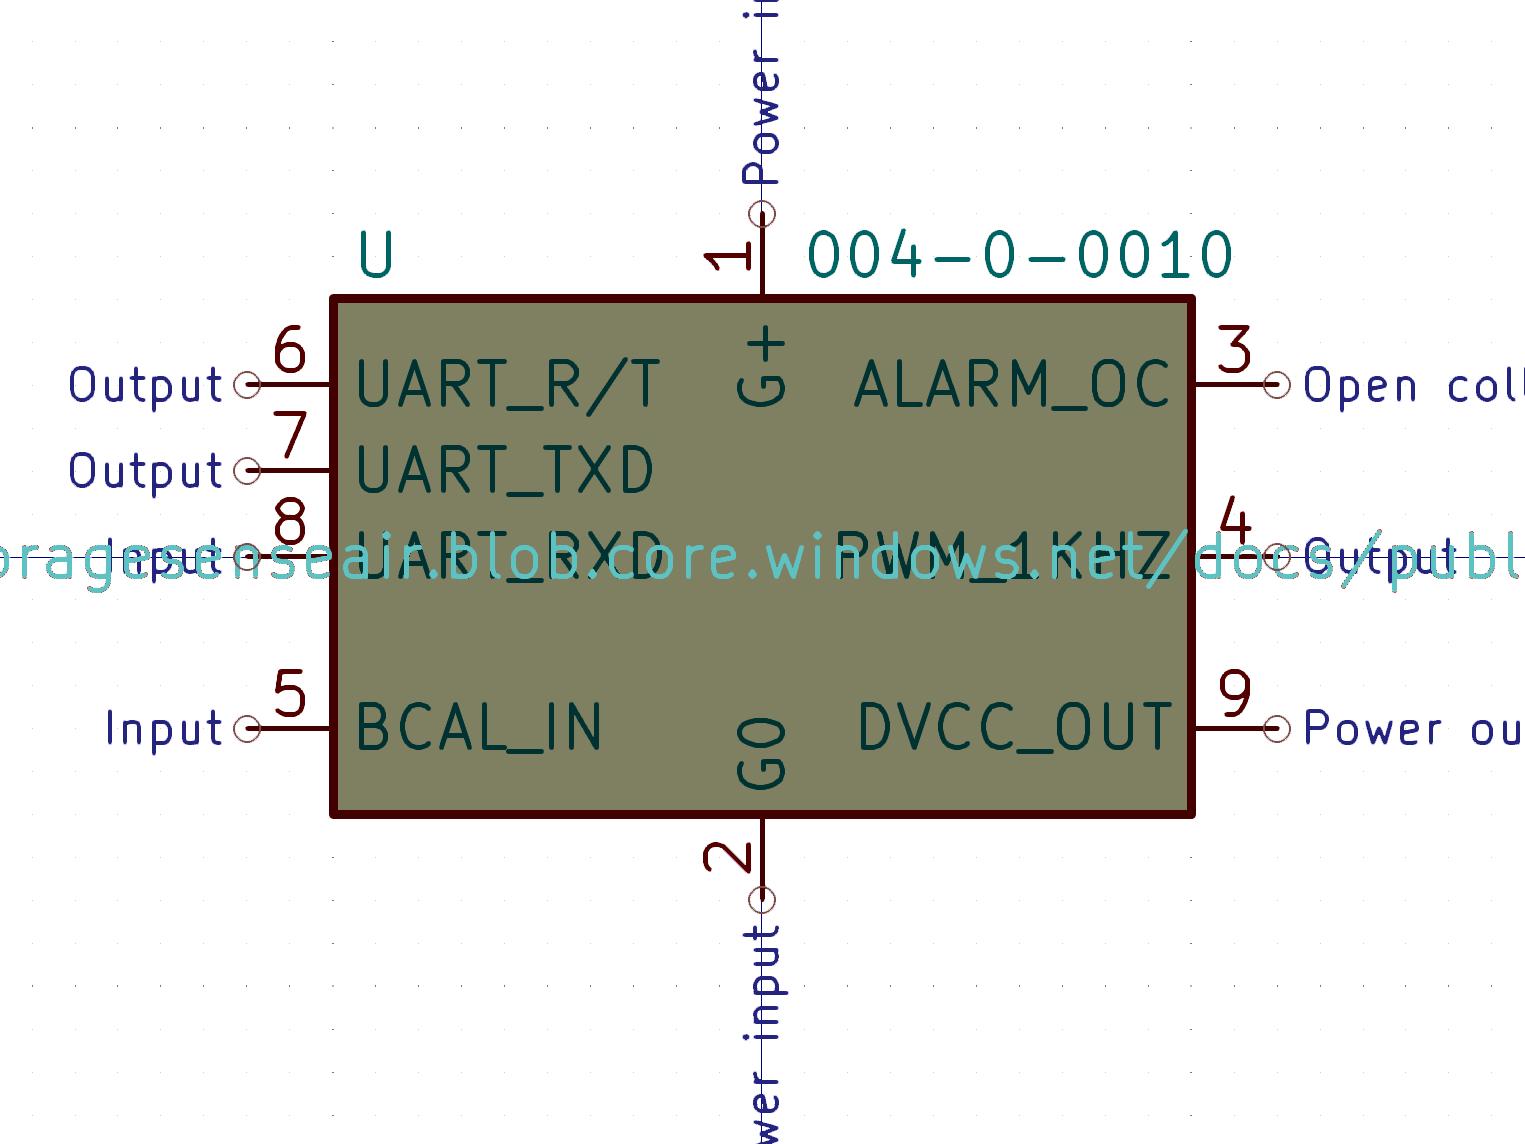 Power in
U
004-0-0010
1
6
3
Output
UART_R/T
G+
ALARM_OC
Open coll
7
Output
UART_TXD
8
4
Input
UART_RXD
PWM_1KHZ
Output
oragesenseair.blob.core.windows.net/docs/publ
5
9
Input
BCAL_IN
G0
DVCC_OUT
Power ou
2
wer input